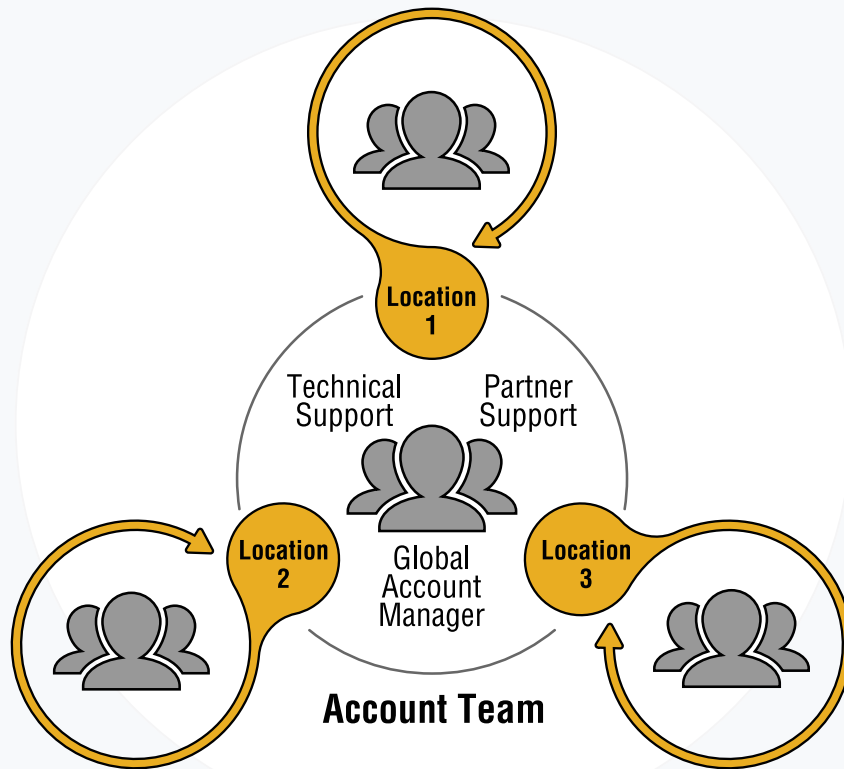 Location
1
Technical
Support
Partner
Support
Location
2
Global
Account
Manager
Location
3
Account Team